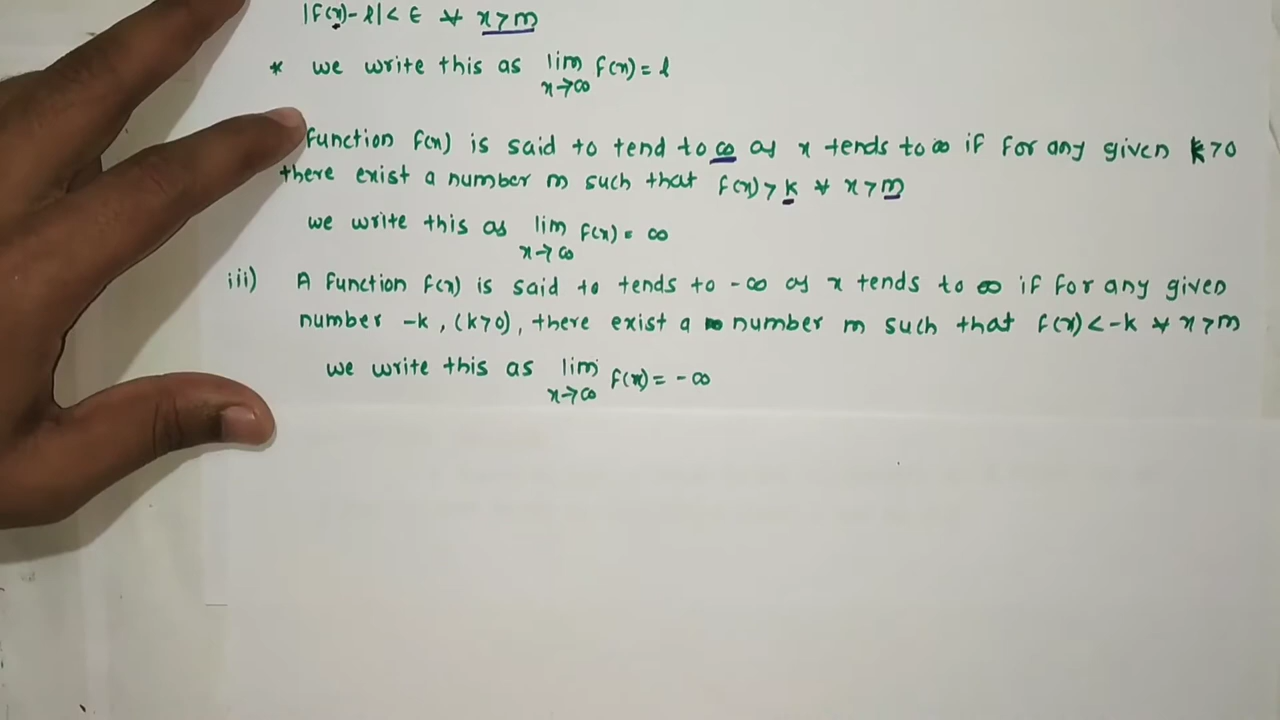 |f(x)-l| < ε ∀ x>m
* we write this as lim x→∞ f(x) = l
function f(x) is said to tend to ∞ as x tends to ∞ if for any given k>0
there exist a number m such that f(x) > k ∀ x>m
we write this as lim x→∞ f(x) = ∞
iii) A function f(x) is said to tends to -∞ as x tends to ∞ if for any given
number -k, (k>0), there exist a number m such that f(x) < -k ∀ x>m
we write this as lim x→∞ f(x) = -∞